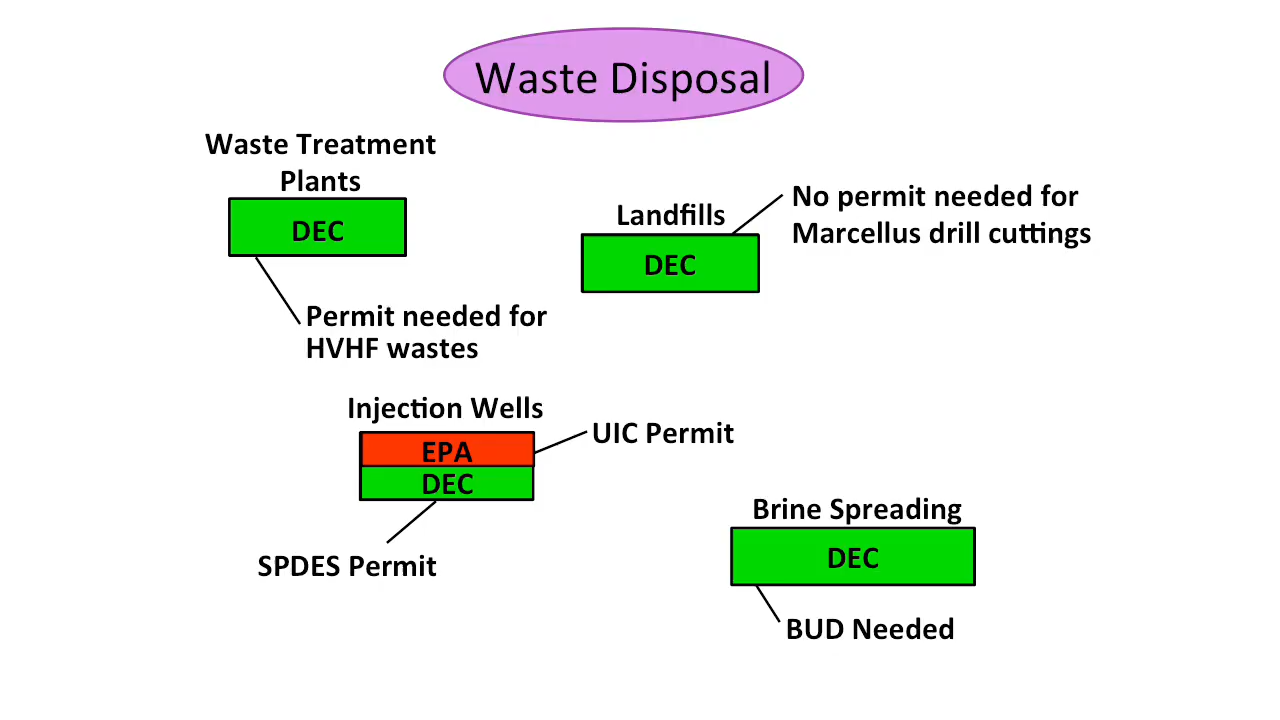 Waste Disposal
Waste Treatment
Plants
DEC
Permit needed for
HVHF wastes
Landfills
DEC
No permit needed for
Marcellus drill cuttings
Injection Wells
EPA
DEC
UIC Permit
SPDES Permit
Brine Spreading
DEC
BUD Needed